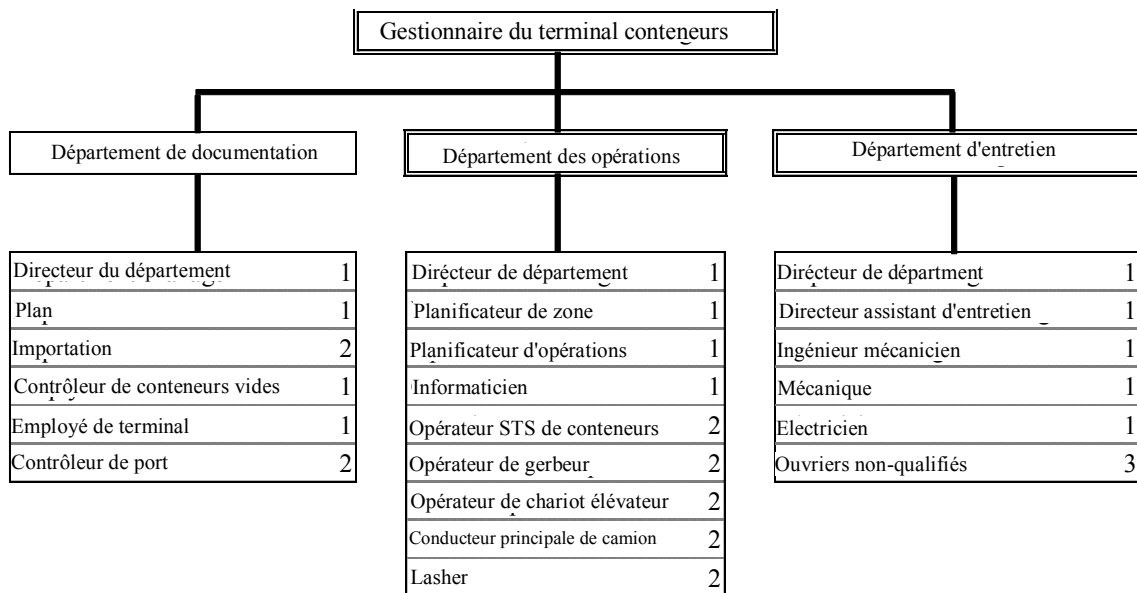 Gestionnaire du terminal conteneurs
Département de documentation
Département des opérations
Département d'entretien
Directeur du département 1
Plan 1
Importation 2
Contrôleur de conteneurs vides 1
Employé de terminal 1
Contrôleur de port 2
Dirécteur de département 1
Planificateur de zone 1
Planificateur d'opérations 1
Informaticien 1
Opérateur STS de conteneurs 2
Opérateur de gerbeur 2
Opérateur de chariot élévateur 2
Conducteur principale de camion 2
Lasher 2
Dirécteur de départment 1
Directeur assistant d'entretien 1
Ingénieur mécanicien 1
Mécanique 1
Electricien 1
Ouvriers non-qualifiés 3